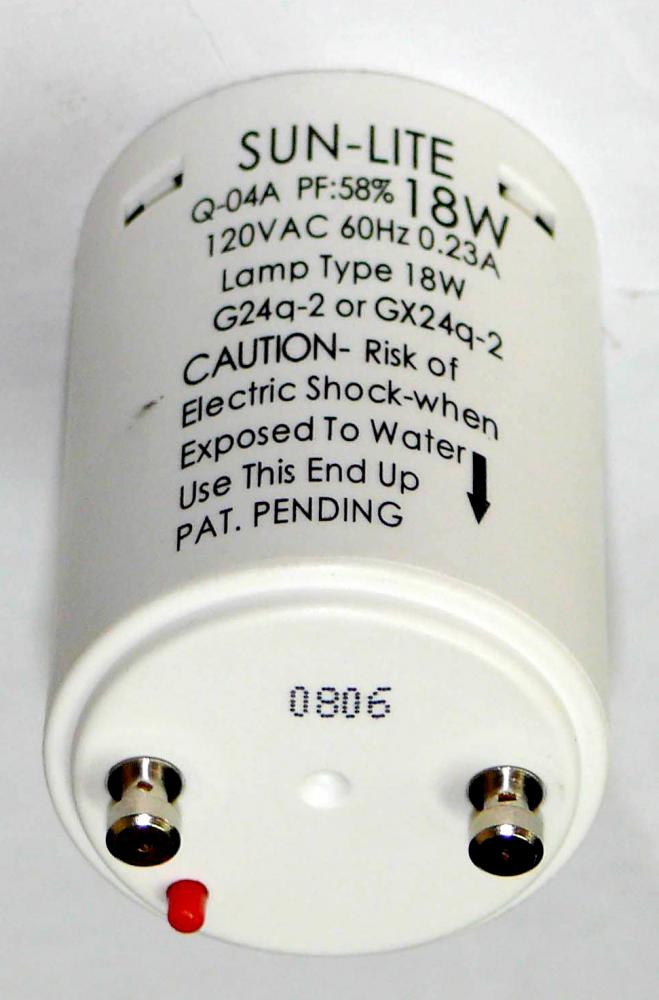 SUN-LITE
Q-04A PF:58% 18W
120VAC 60Hz 0.23A
Lamp Type 18W
G24q-2 or GX24q-2
CAUTION- Risk of
Electric Shock-when
Exposed To Water
Use This End Up
PAT. PENDING
0806